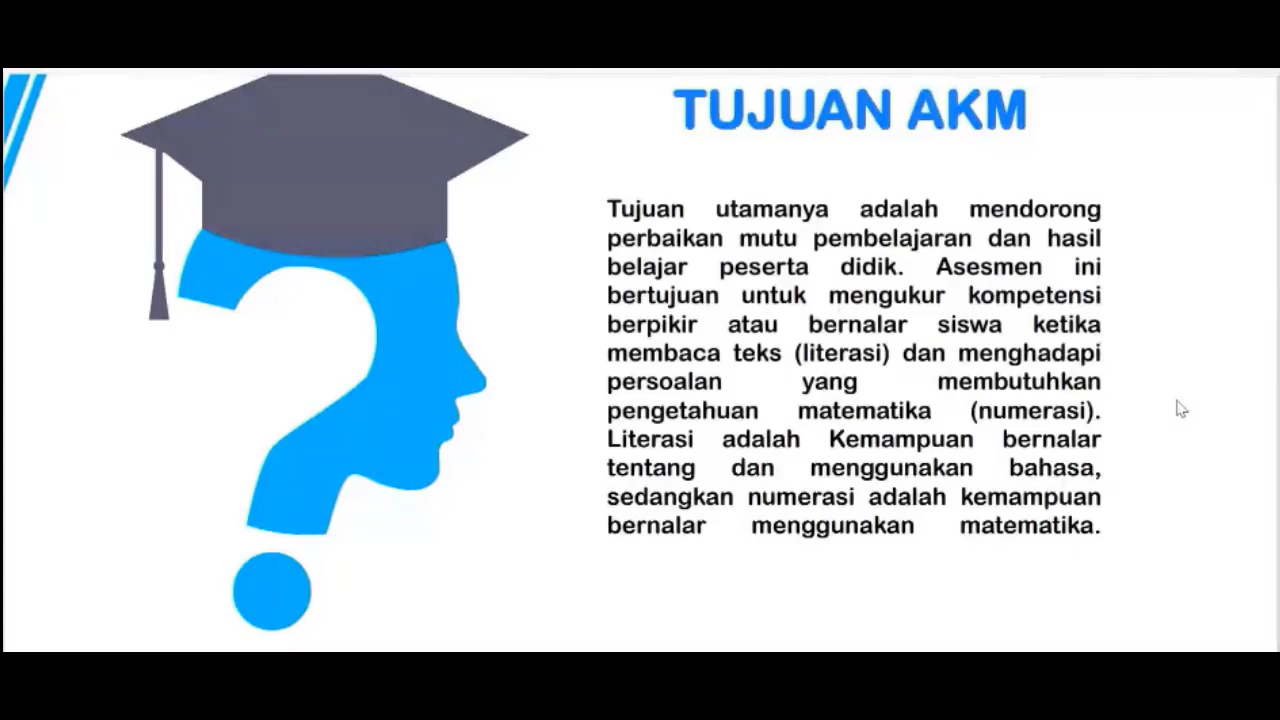 TUJUAN AKM
Tujuan utamanya adalah mendorong
perbaikan mutu pembelajaran dan hasil
belajar peserta didik. Asesmen ini
bertujuan untuk mengukur kompetensi
berpikir atau bernalar siswa ketika
membaca teks (literasi) dan menghadapi
persoalan yang membutuhkan
pengetahuan matematika (numerasi).
Literasi adalah Kemampuan bernalar
tentang dan menggunakan bahasa,
sedangkan numerasi adalah kemampuan
bernalar menggunakan matematika.